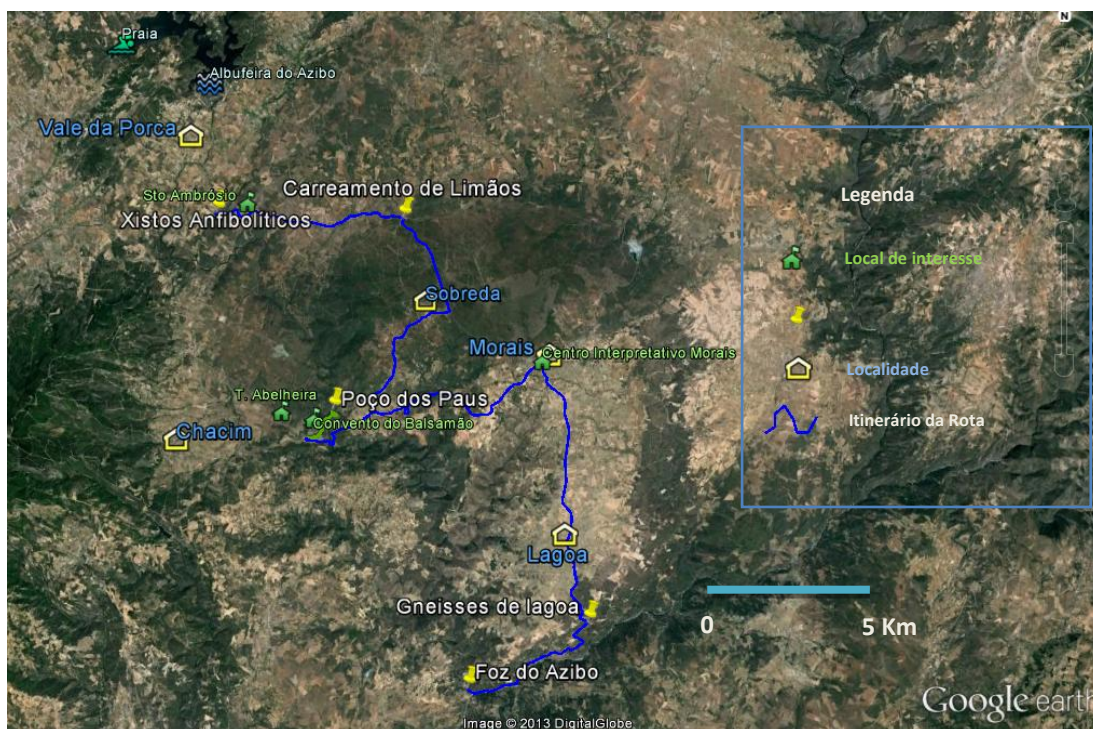 N
Praia
Albufeira do Azibo
Vale da Porca
Sto Ambrósio
Carreamento de Limãos
Xistos Anfibolíticos
Legenda
Local de interesse
Sobreda
Morais
Centro Interpretativo Morais
Localidade
T. Abelheira
Poço dos Paus
Convento do Balsamão
Chacim
Itinerário da Rota
Lagoa
Gneisses de lagoa
0 5 Km
Foz do Azibo
Google earth
Image © 2013 DigitalGlobe